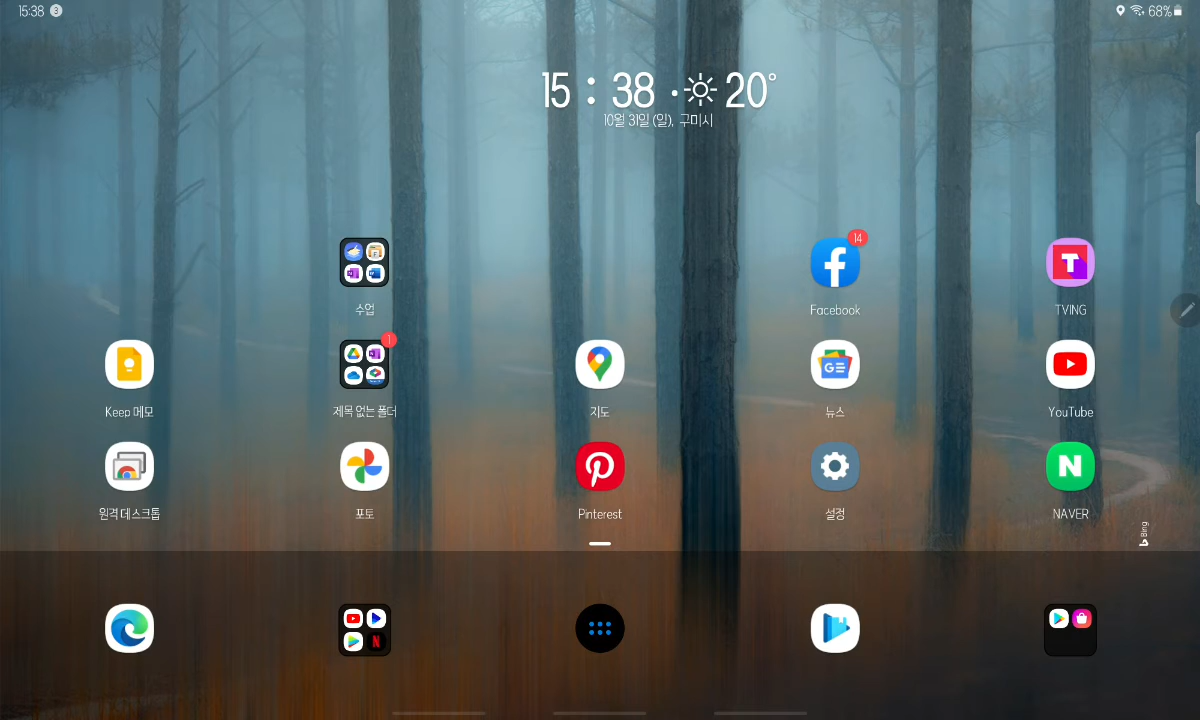 15:38 3
68%
15 : 38 · 20°
10월 31일 (일), 구미시
수업
14
Facebook
TVING
Keep 메모
1
제목 없는 폴더
지도
GE
뉴스
YouTube
원격 데스크톱
포토
Pinterest
설정
N
NAVER
Bing
N